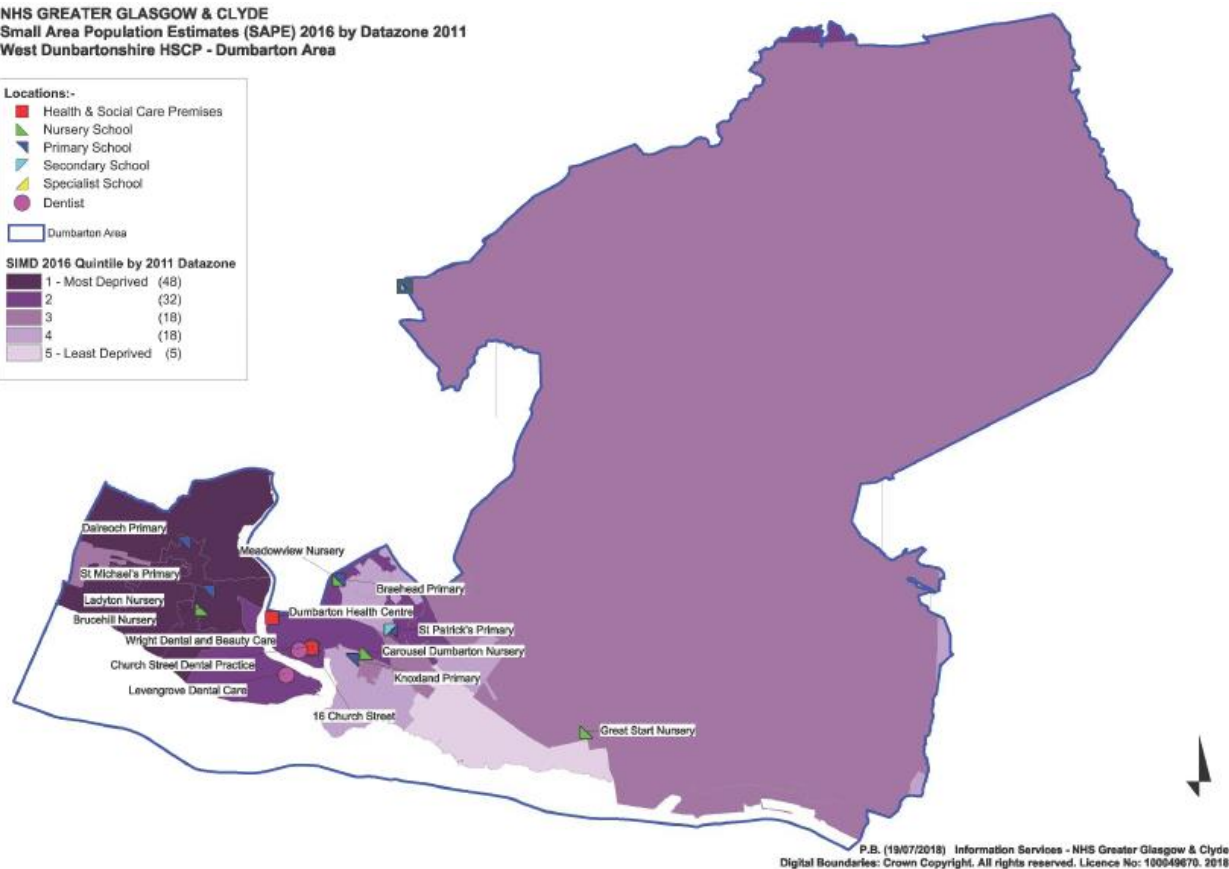 NHS GREATER GLASGOW & CLYDE
Small Area Population Estimates (SAPE) 2016 by Datazone 2011
West Dunbartonshire HSCP - Dumbarton Area
Locations:-
Health & Social Care Premises
Nursery School
Primary School
Secondary School
Specialist School
Dentist
Dumbarton Area
SIMD 2016 Quintile by 2011 Datazone
1 - Most Deprived (48)
2 (32)
3 (18)
4 (18)
5 - Least Deprived (5)
Dalreoch Primary
Meadowview Nursery
St Michael's Primary
Braehead Primary
Ladyton Nursery
Dumbarton Health Centre
Brucehill Nursery
St Patrick's Primary
Wright Dental and Beauty Care
Carousel Dumbarton Nursery
Church Street Dental Practice
Knoxland Primary
Levengrove Dental Care
16 Church Street
Great Start Nursery
P.B. (19/07/2018) Information Services - NHS Greater Glasgow & Clyde
Digital Boundaries: Crown Copyright. All rights reserved. Licence No: 100049670. 2018